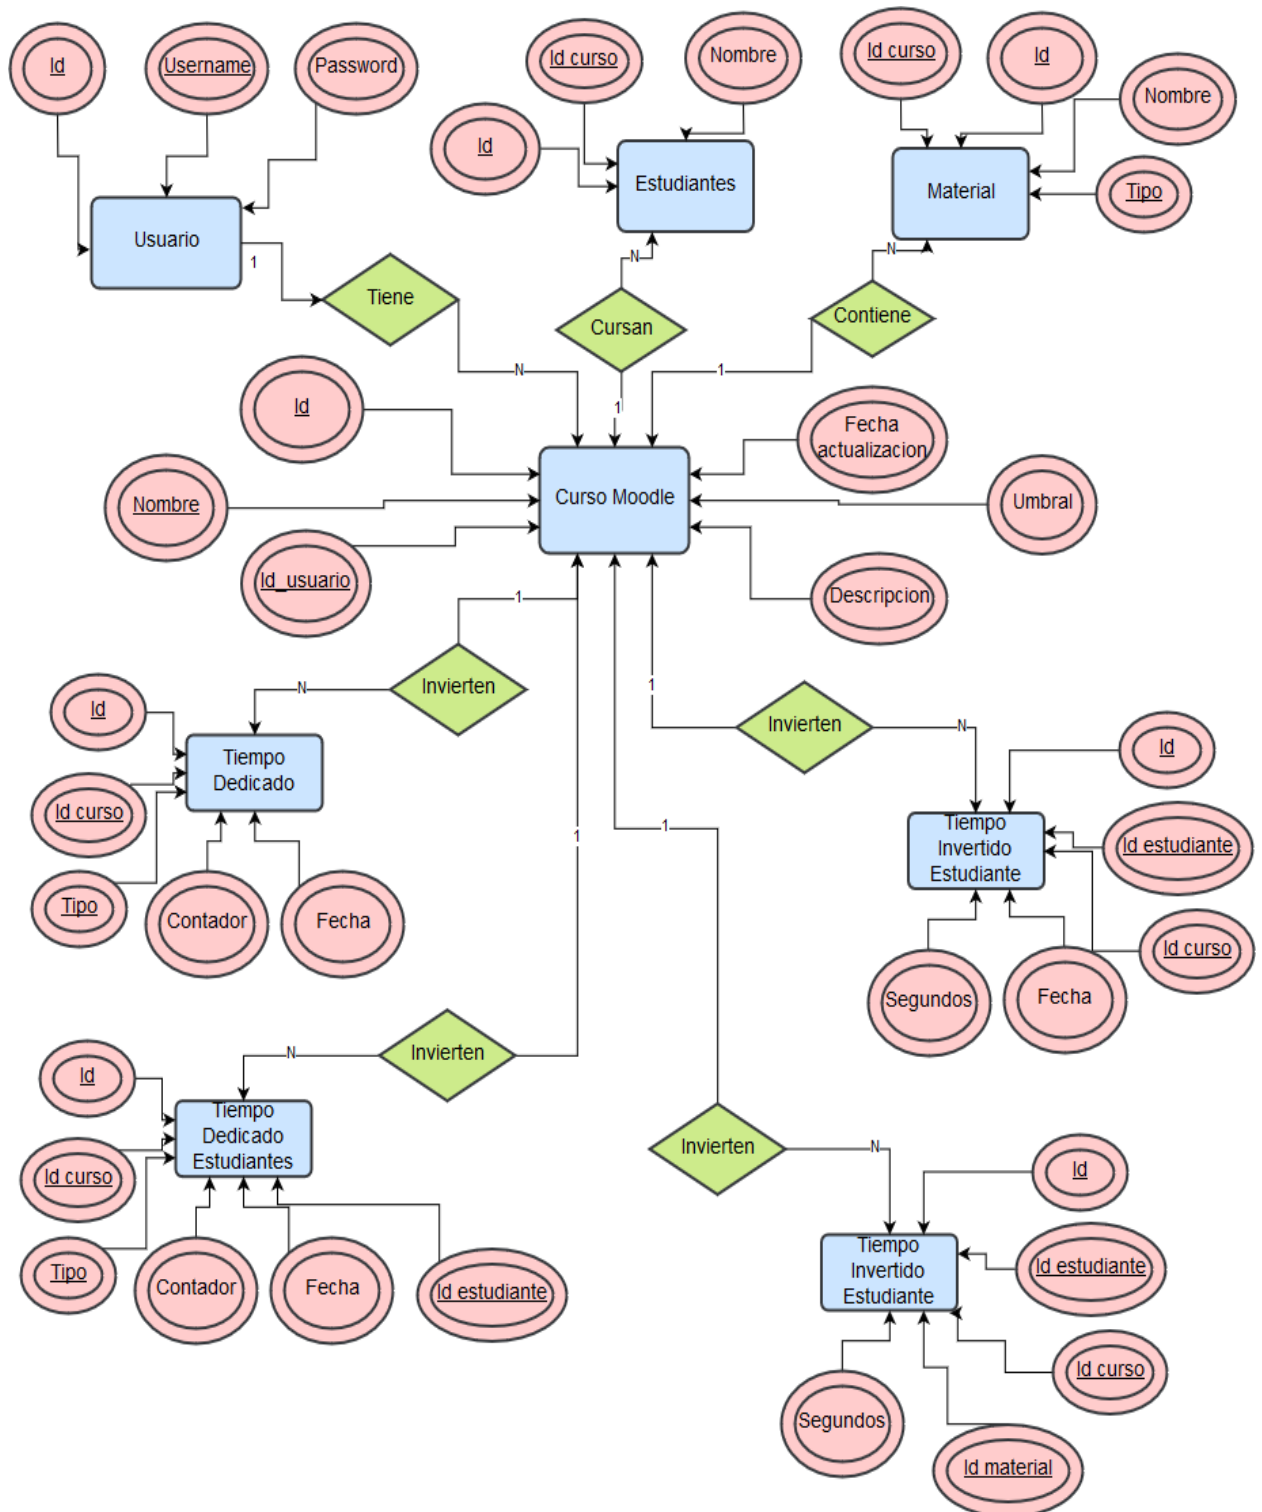 Id
Username
Password
Id curso
Nombre
Id curso
Id
Nombre
Id
Estudiantes
Material
Tipo
Usuario
1
N
N
Tiene
Cursan
Contiene
N
1
1
Id
Fecha
actualizacion
Nombre
Curso Moodle
Umbral
Id_usuario
Descripcion
1
Invierten
N
1
Invierten
N
Id
Tiempo
Dedicado
Id curso
Tipo
Contador
Fecha
1
1
Id
Tiempo
Invertido
Estudiante
Id estudiante
Id curso
Segundos
Fecha
Invierten
N
Id
Tiempo
Dedicado
Estudiantes
Id curso
Tipo
Contador
Fecha
Id estudiante
Invierten
N
Id
Tiempo
Invertido
Estudiante
Id estudiante
Id curso
Segundos
Id material